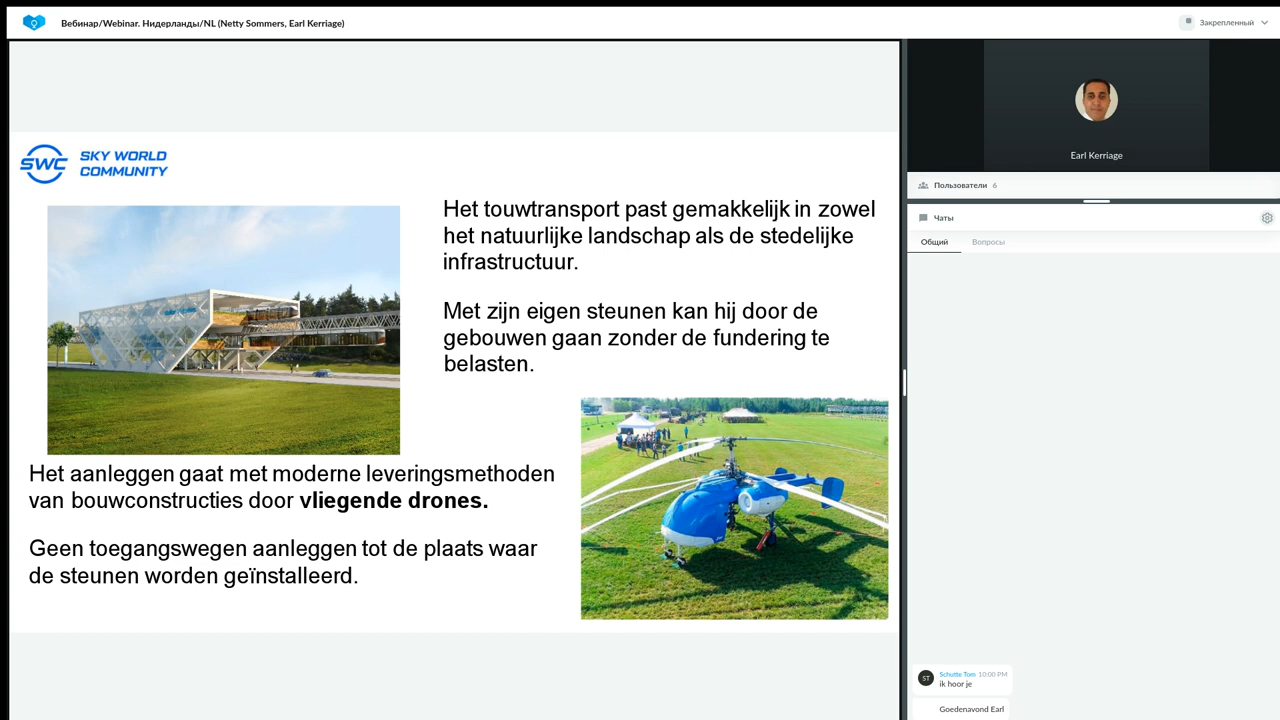 Вебинар/Webinar. Нидерланды/NL (Netty Sommers, Earl Kerriage)
Закрепленный
SWC SKY WORLD
COMMUNITY
Het touwtransport past gemakkelijk in zowel
het natuurlijke landschap als de stedelijke
infrastructuur.
Met zijn eigen steunen kan hij door de
gebouwen gaan zonder de fundering te
belasten.
Het aanleggen gaat met moderne leveringsmethoden
van bouwconstructies door vliegende drones.
Geen toegangswegen aanleggen tot de plaats waar
de steunen worden geïnstalleerd.
Earl Kerriage
Пользователи 6
Чаты
Общий Вопросы
ST Schutte Tom 10:00 PM
ik hoor je
Goedenavond Earl